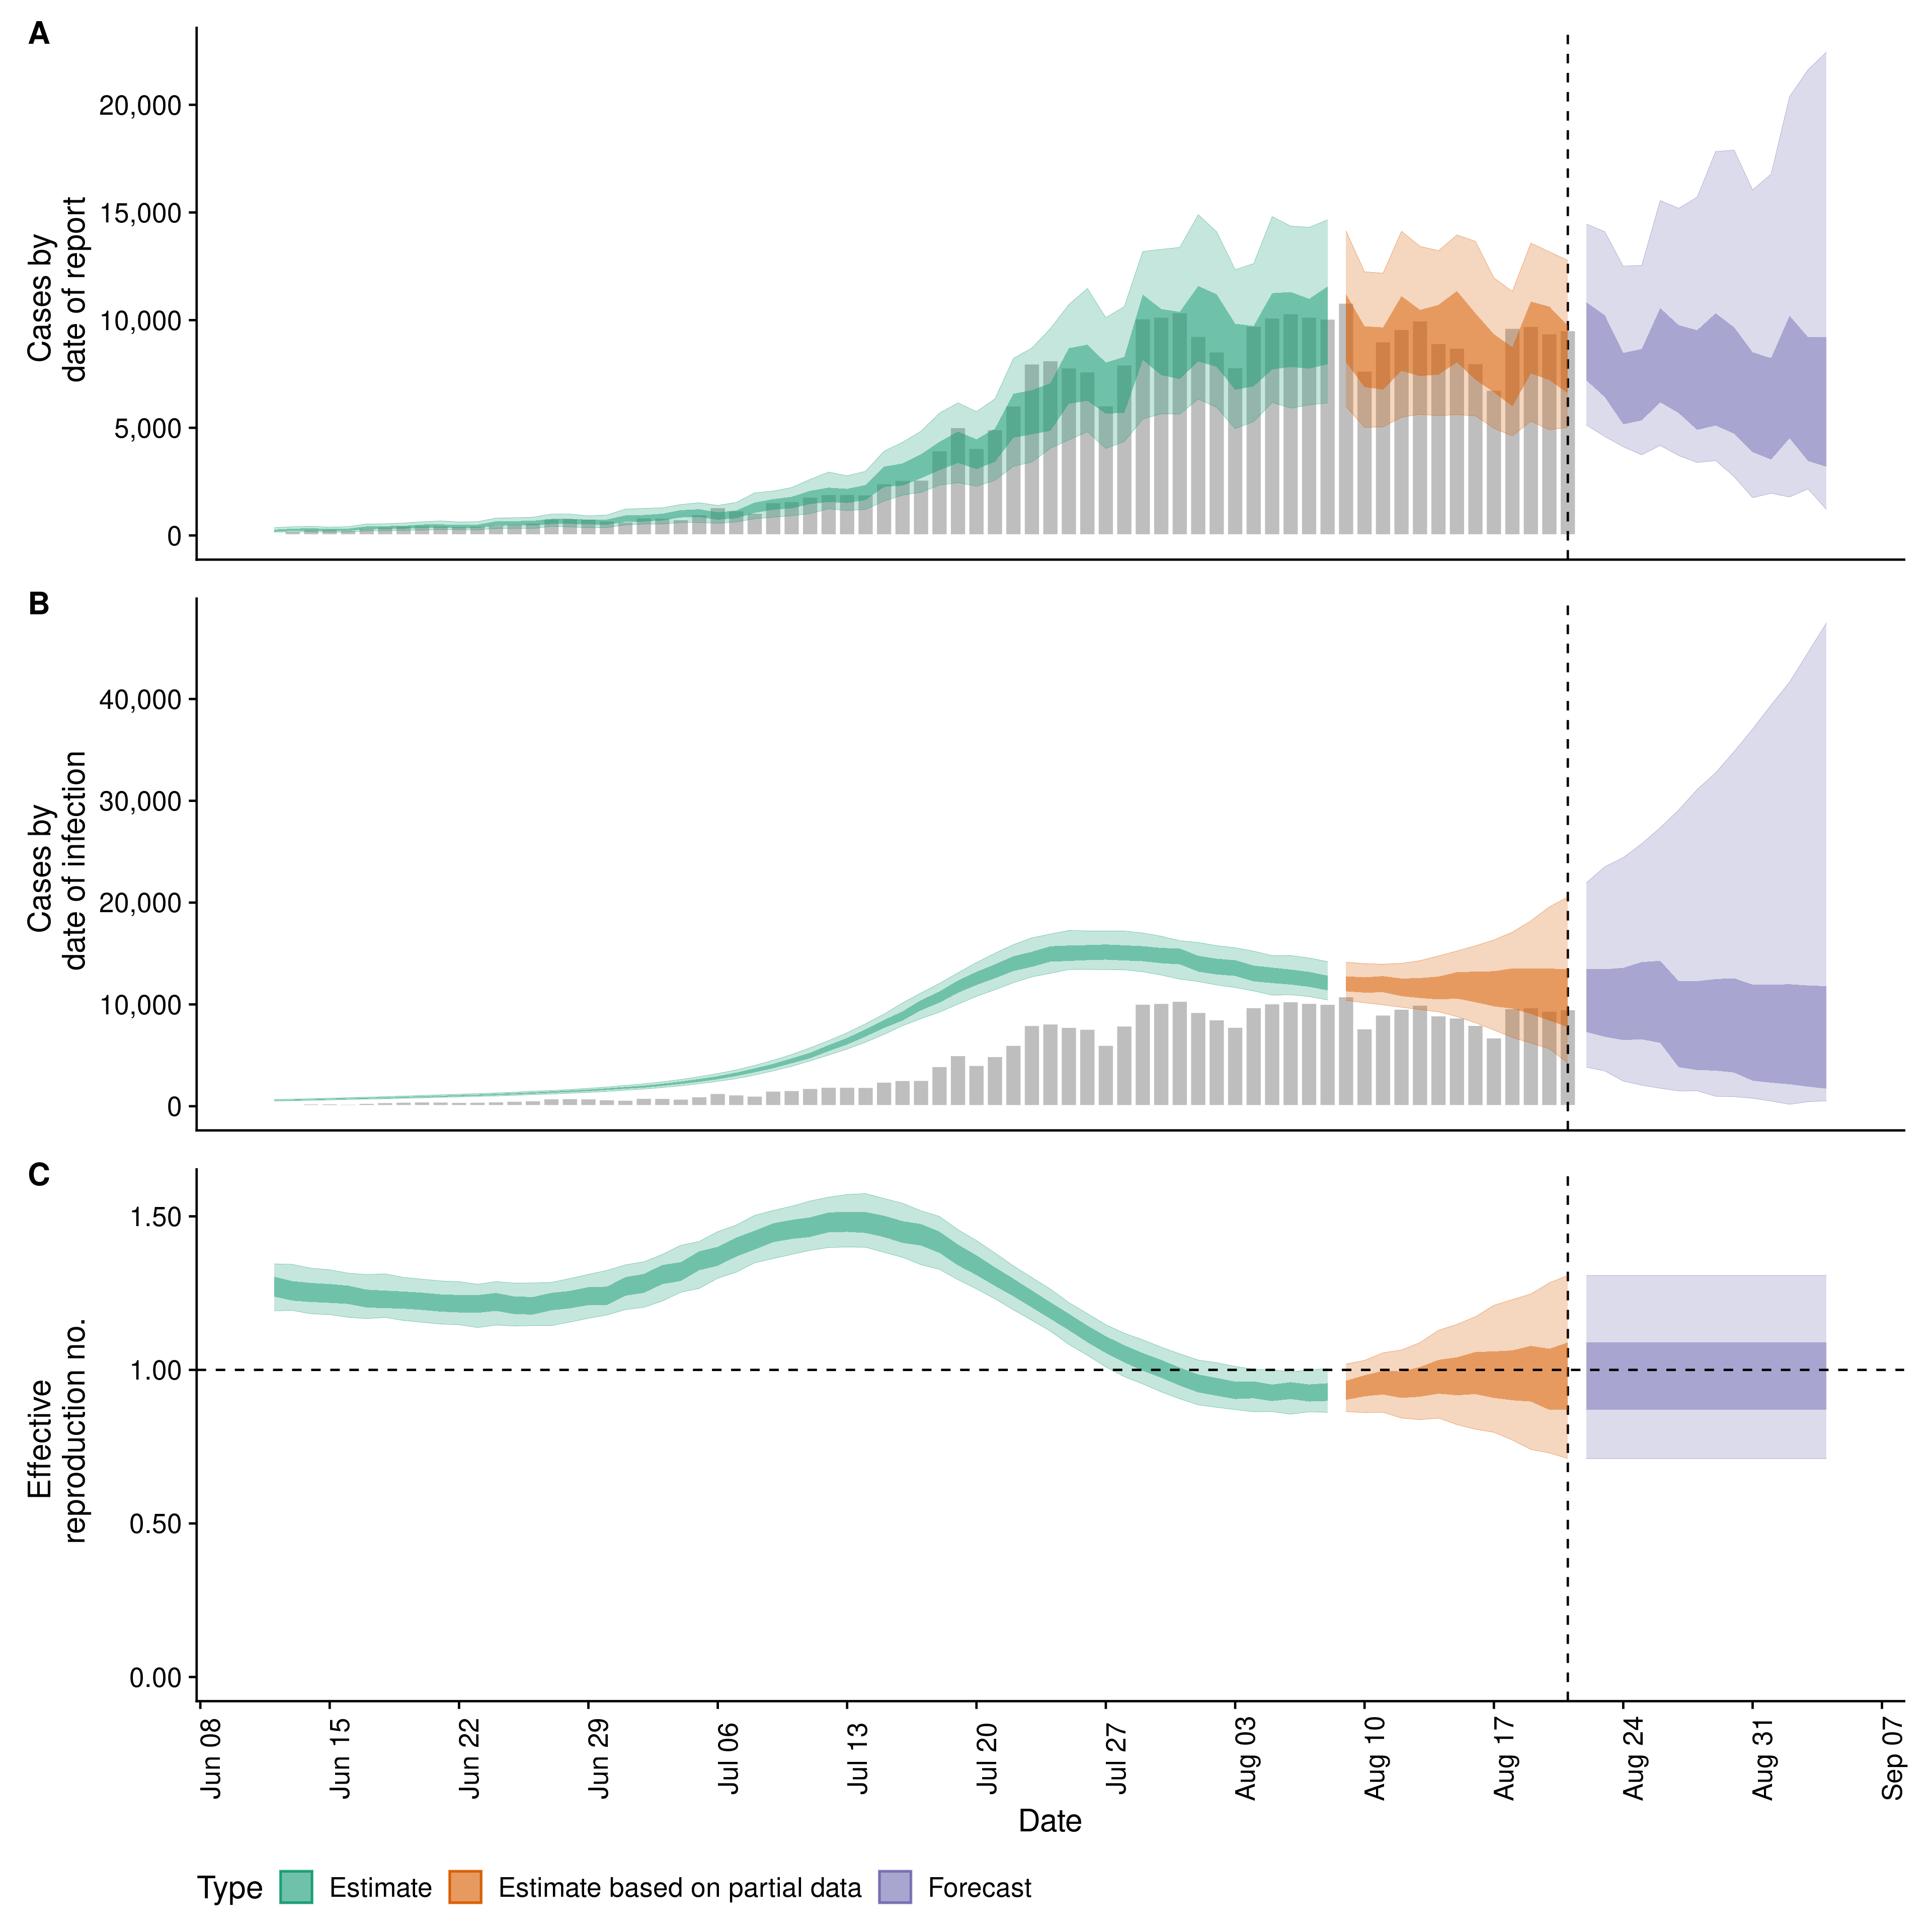 A
Cases by
date of report
20,000
15,000
10,000
5,000
0
B
Cases by
date of infection
40,000
30,000
20,000
10,000
0
C
Effective
reproduction no.
1.50
1.00
0.50
0.00
Jun 08
Jun 15
Jun 22
Jun 29
Jul 06
Jul 13
Jul 20
Jul 27
Aug 03
Aug 10
Aug 17
Aug 24
Aug 31
Sep 07
Date
Type Estimate Estimate based on partial data Forecast